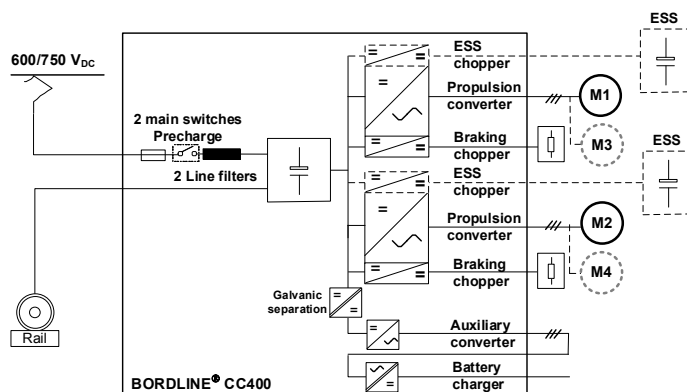 600/750 VDC
2 main switches
Precharge
2 Line filters
ESS
chopper
Propulsion
converter
Braking
chopper
ESS
M1
M3
ESS
chopper
Propulsion
converter
Braking
chopper
ESS
M2
M4
Galvanic
separation
Auxiliary
converter
Battery
charger
Rail
BORDLINE® CC400